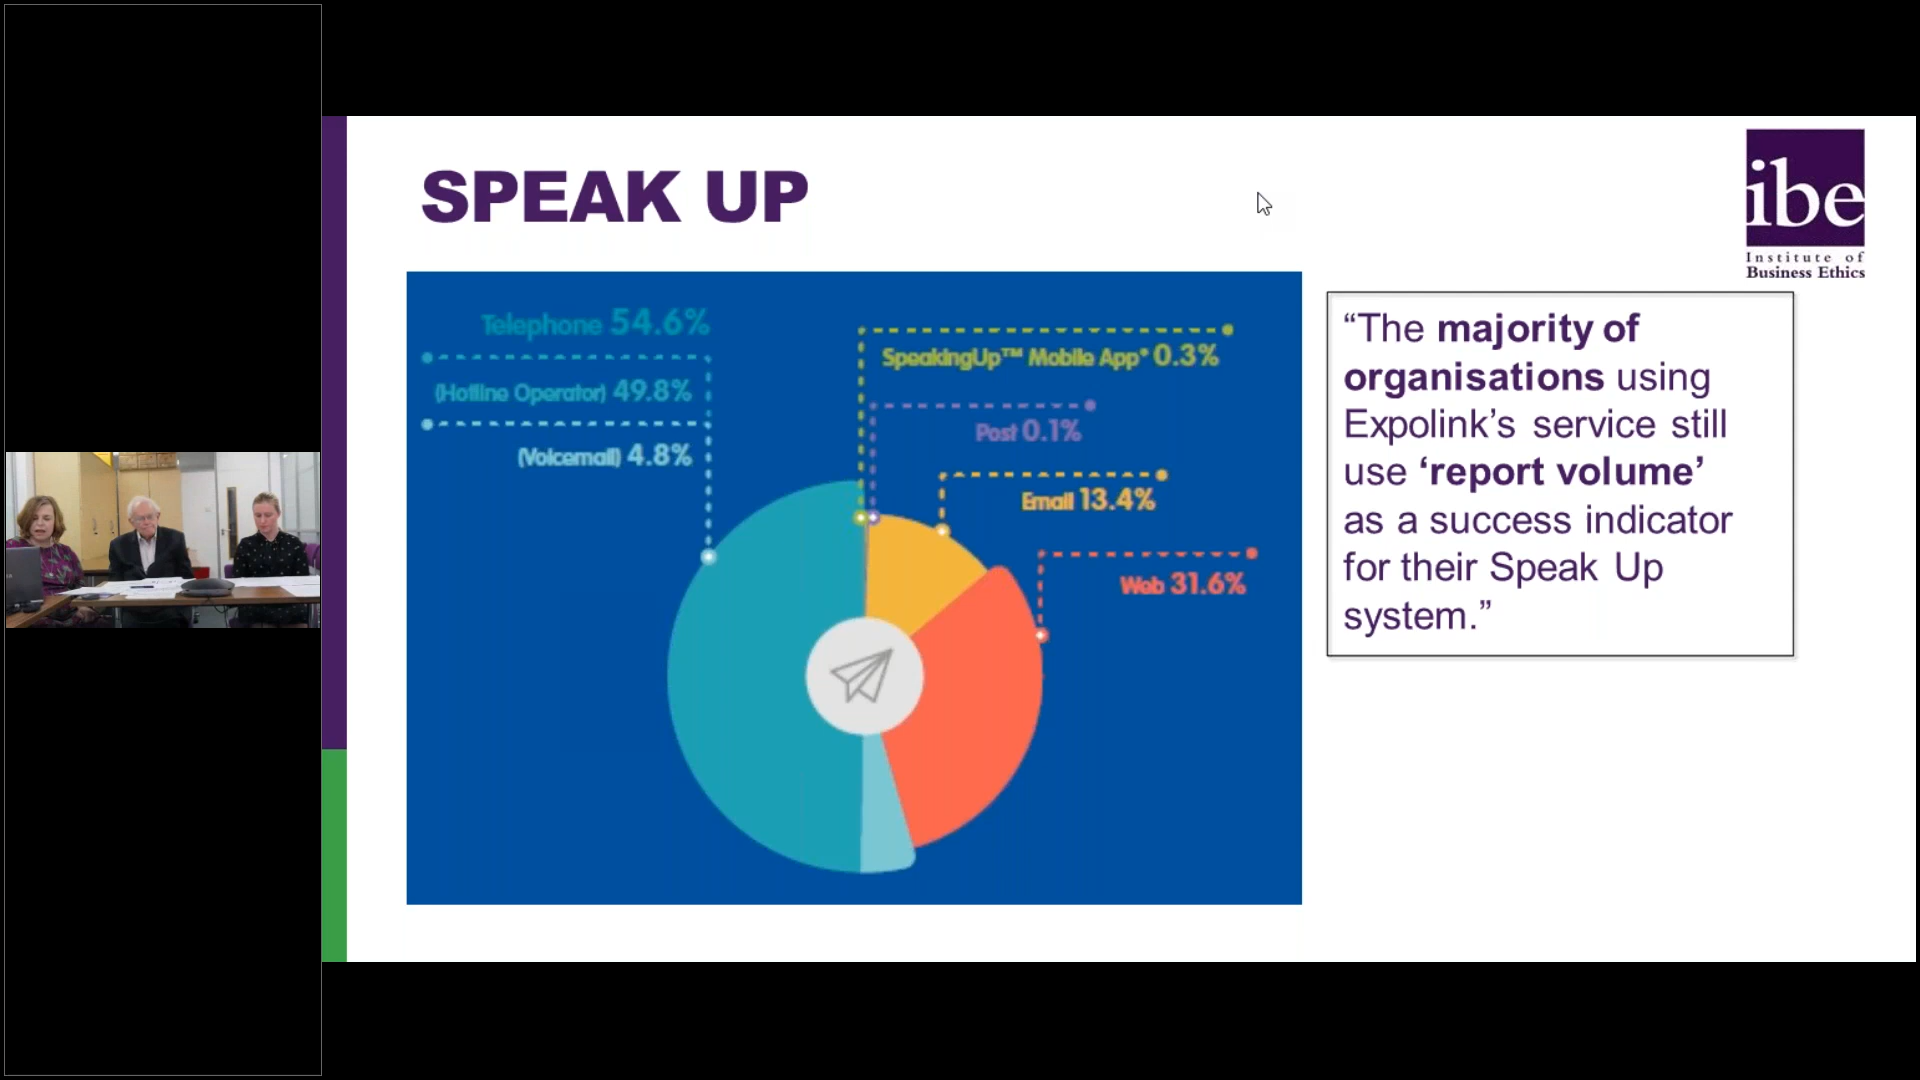 SPEAK UP
ibe
Institute of
Business Ethics
Telephone 54.6%
(Hotline Operator) 49.8%
(Voicemail) 4.8%
SpeakingUp™ Mobile App* 0.3%
Post 0.1%
Email 13.4%
Web 31.6%
“The majority of
organisations using
Expolink’s service still
use ‘report volume’
as a success indicator
for their Speak Up
system.”